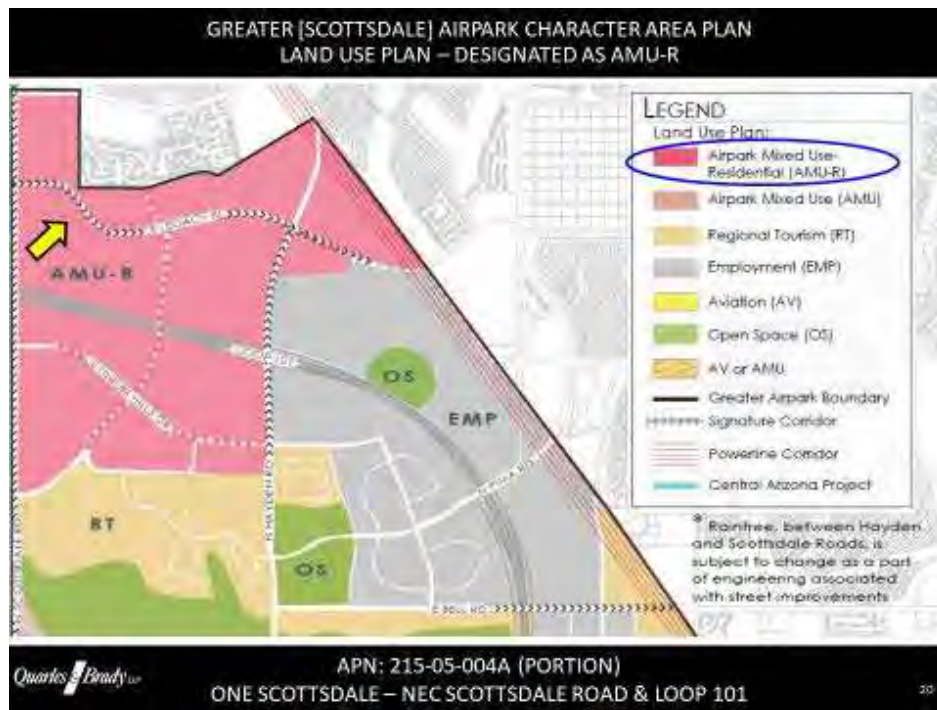 GREATER [SCOTTSDALE] AIRPARK CHARACTER AREA PLAN
LAND USE PLAN – DESIGNATED AS AMU-R
LEGEND
Land Use Plan:
Airpark Mixed Use-
Residential (AMU-R)
Airpark Mixed Use (AMU)
Regional Tourism (RT)
Employment (EMP)
Aviation (AV)
Open Space (OS)
AV or AMU
Greater Airpark Boundary
Signature Corridor
Powerline Corridor
Central Arizona Project
* Raintree, between Hayden
and Scottsdale Roads, is
subject to change as a part
of engineering associated
with street improvements
AMU-R
OS
EMP
RT
OS
N HAYDEN RD
E BELL RD
Quarles & Brady LLP
APN: 215-05-004A (PORTION)
ONE SCOTTSDALE – NEC SCOTTSDALE ROAD & LOOP 101
20